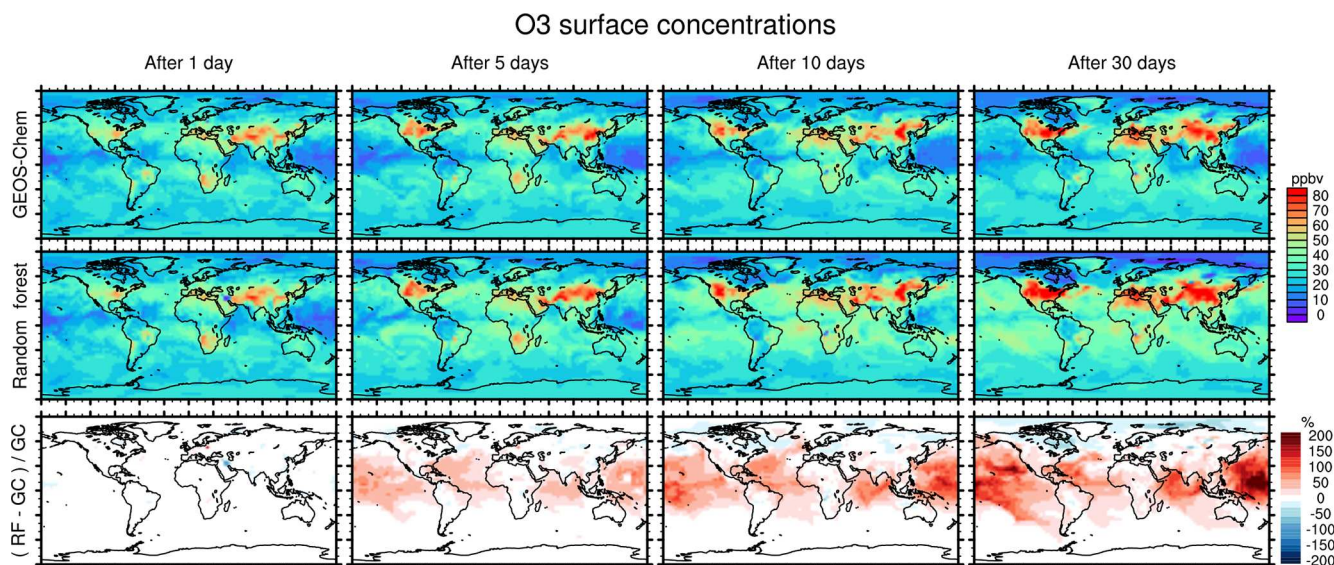 O3 surface concentrations
After 1 day
After 5 days
After 10 days
After 30 days
GEOS-Chem
Random forest
( RF - GC ) / GC
ppbv
80
70
60
50
40
30
20
10
0
%
200
150
100
50
0
-50
-100
-150
-200